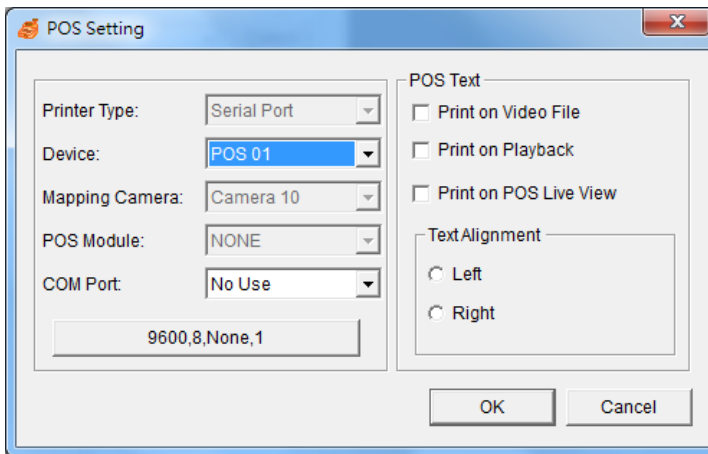 POS Setting
Printer Type: Serial Port
Device: POS 01
Mapping Camera: Camera 10
POS Module: NONE
COM Port: No Use
9600,8,None,1
POS Text
Print on Video File
Print on Playback
Print on POS Live View
Text Alignment
Left
Right
OK Cancel